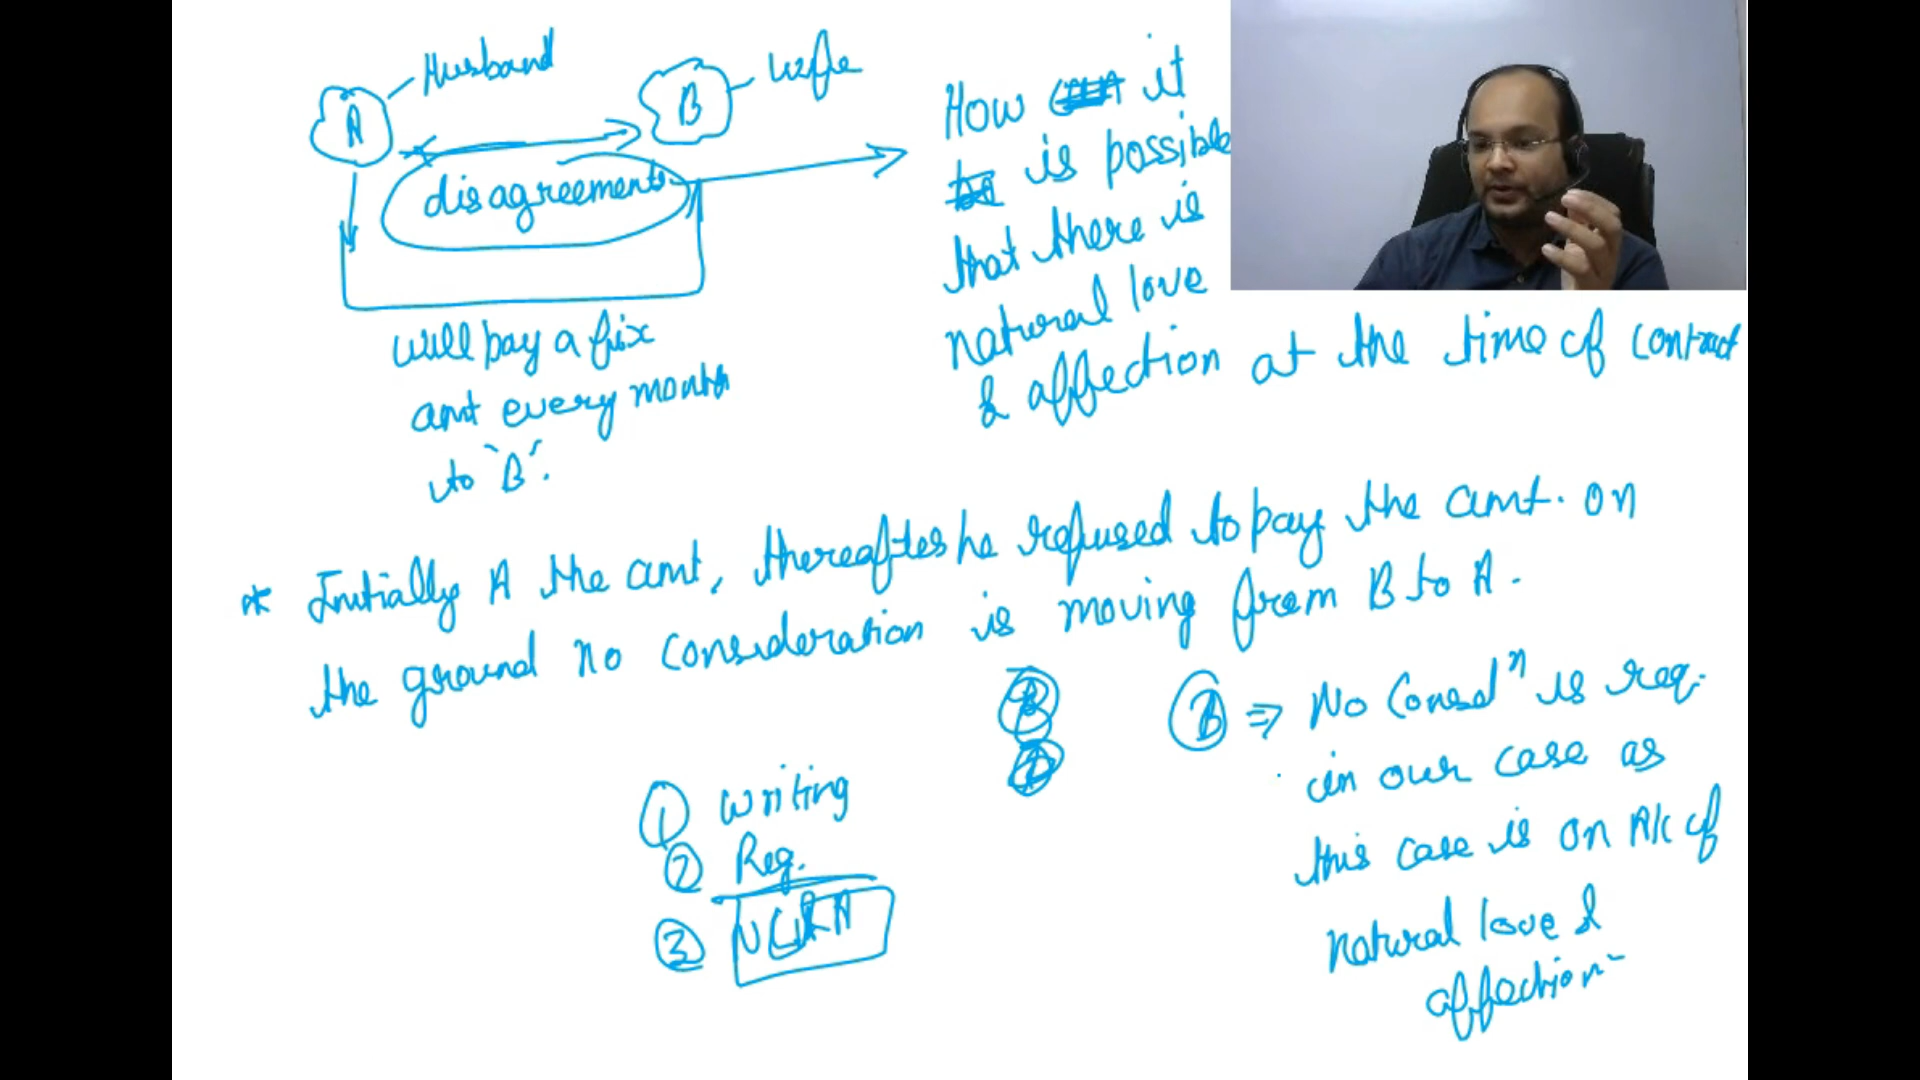 A
Husband
B
Wife
disagreements
will pay a fix
amt every month
to `B´.
How it
is possible
that there is
natural love
& affection at the time of contract
* Initially A the amt, thereafter he refused to pay the amt. on
the ground no consideration is moving from B to A.
B ⇒ No Consdⁿ is req.
in our case as
this case is on A/c of
natural love &
affection
① writing
② Reg.
③